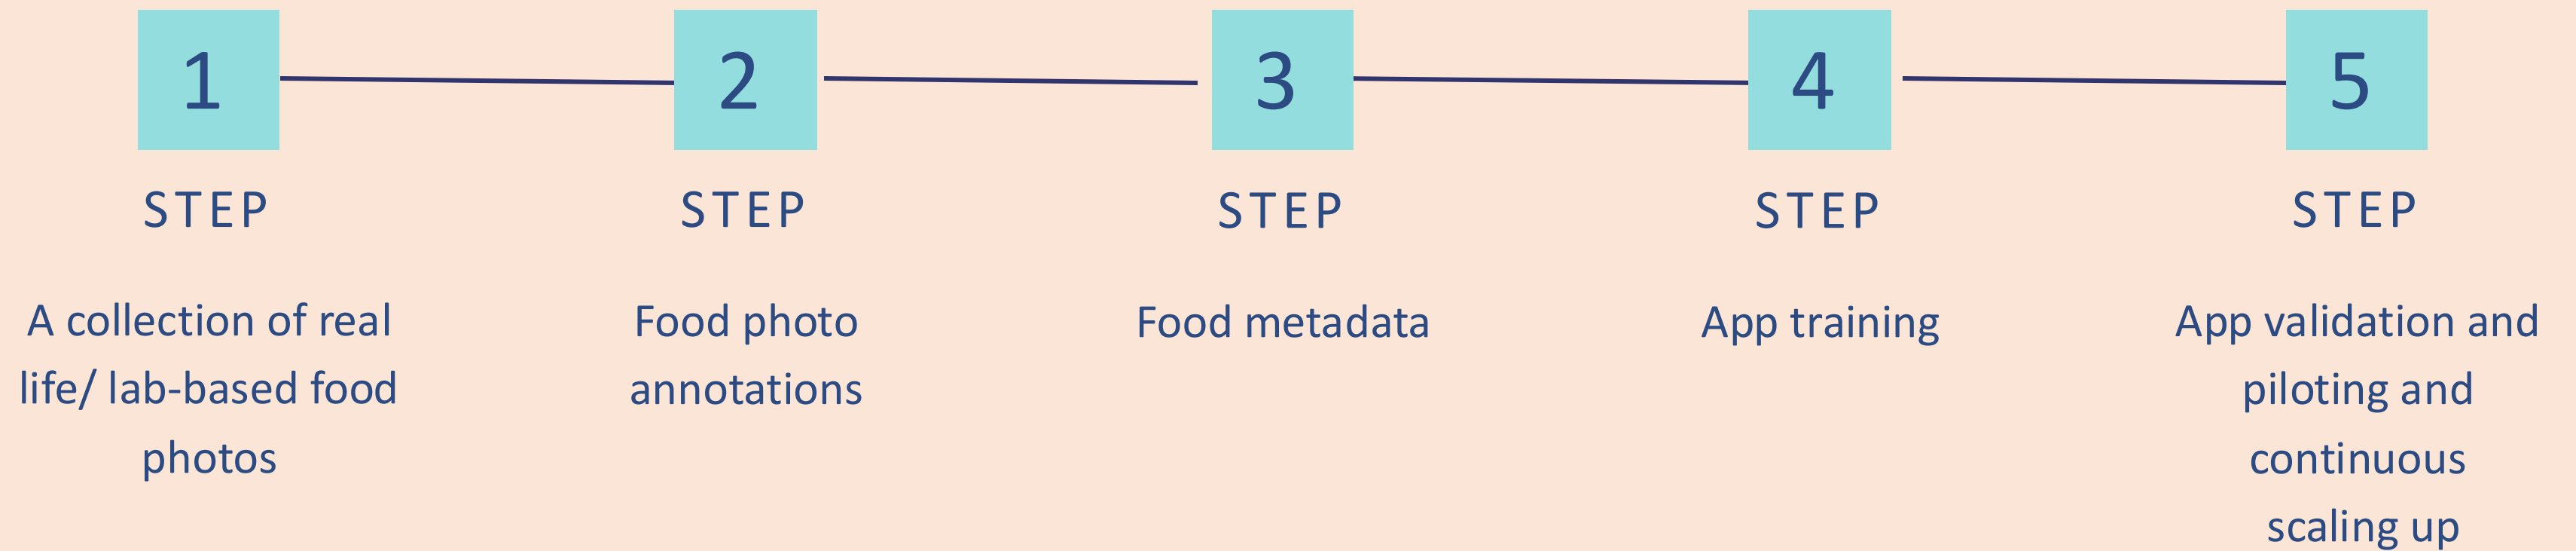 1
STEP
A collection of real
life/ lab-based food
photos
2
STEP
Food photo
annotations
3
STEP
Food metadata
4
STEP
App training
5
STEP
App validation and
piloting and
continuous
scaling up